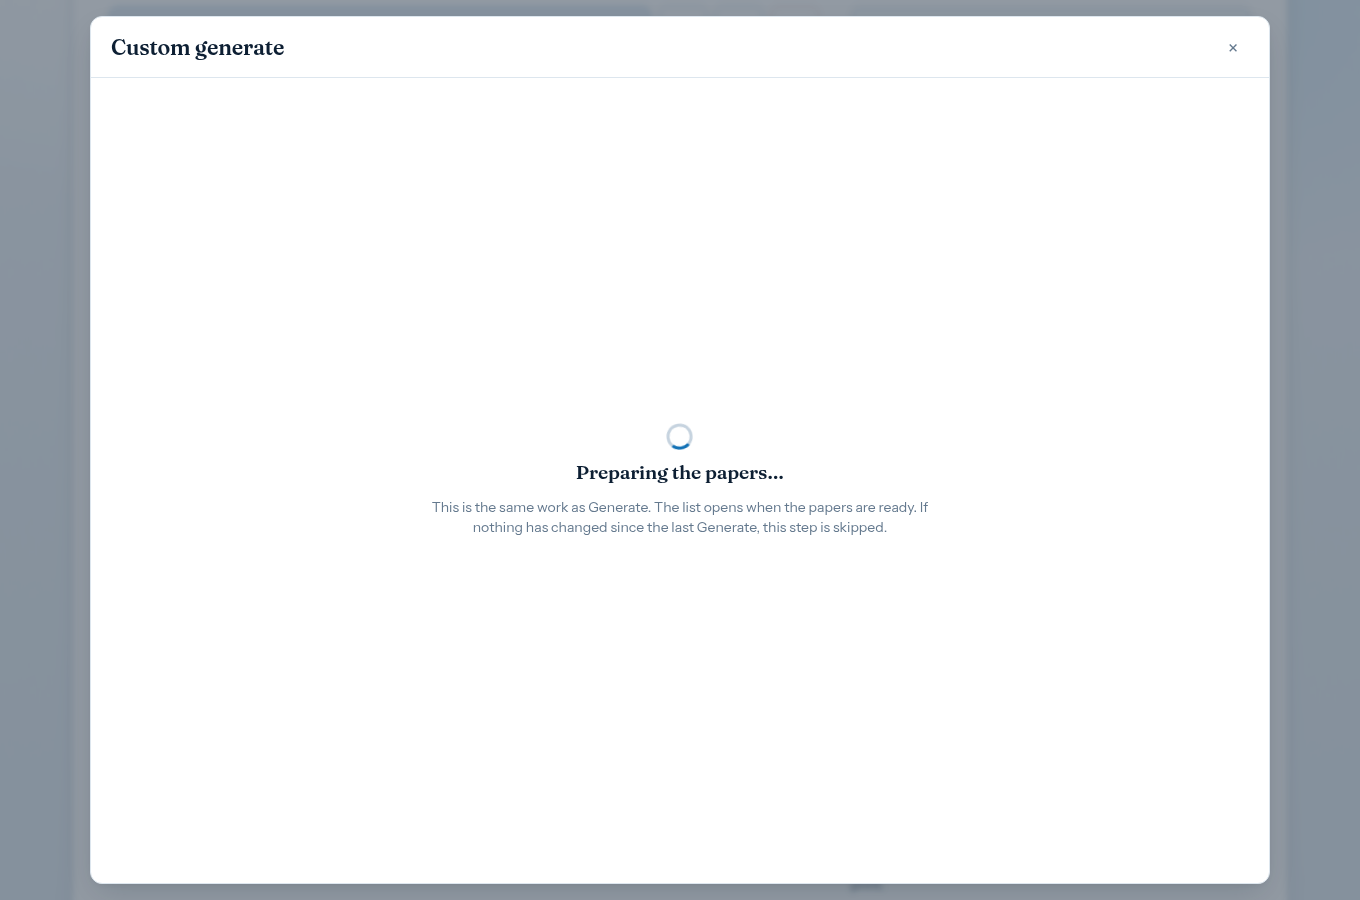 Custom generate
×
Preparing the papers...
This is the same work as Generate. The list opens when the papers are ready. If
nothing has changed since the last Generate, this step is skipped.